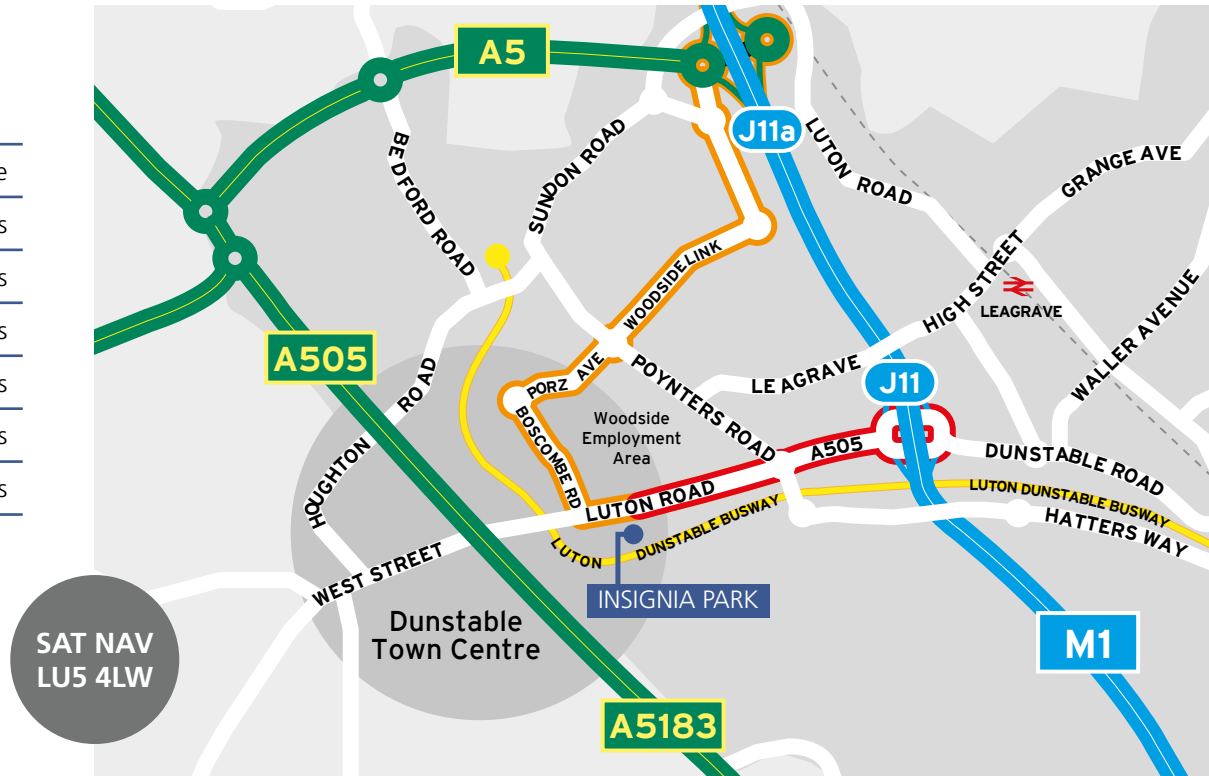 e
s
s
s
s
s
s
A5
J11a
LUTON ROAD
GRANGE AVE
BEDFORD ROAD
SUNDON ROAD
WOODSIDE LINK
HIGH STREET
LEAGRAVE
WALLER AVENUE
A505
HOUGHTON ROAD
PORZ AVE
POYNTERS ROAD
LEAGRAVE
J11
BOSCOMBE RD
Woodside
Employment
Area
A505
LUTON ROAD
DUNSTABLE ROAD
LUTON DUNSTABLE BUSWAY
HATTERS WAY
LUTON DUNSTABLE BUSWAY
WEST STREET
INSIGNIA PARK
Dunstable
Town Centre
SAT NAV
LU5 4LW
M1
A5183